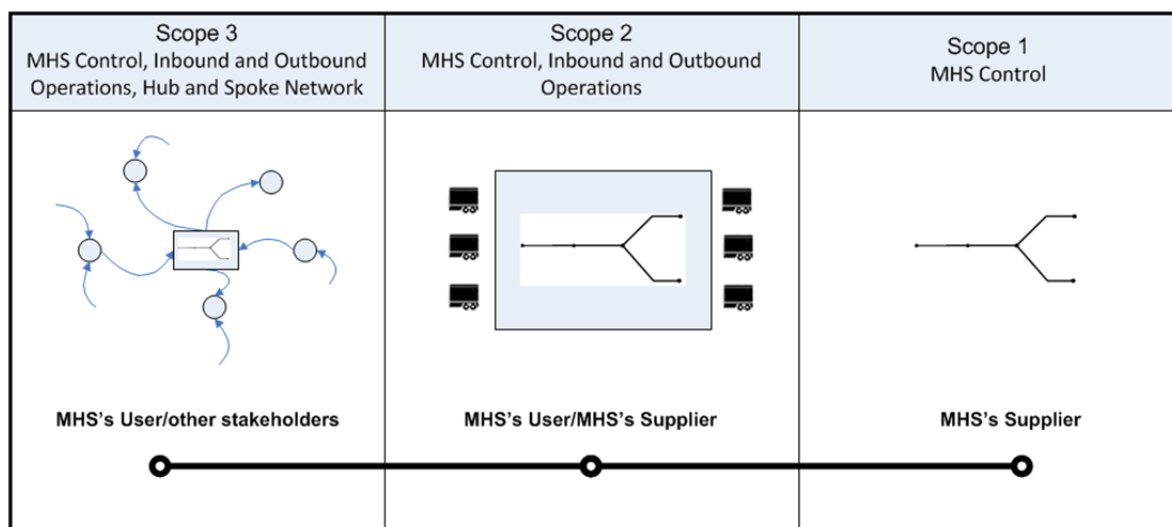 Scope 3
MHS Control, Inbound and Outbound
Operations, Hub and Spoke Network
Scope 2
MHS Control, Inbound and Outbound
Operations
Scope 1
MHS Control
MHS's User/other stakeholders
MHS's User/MHS's Supplier
MHS's Supplier